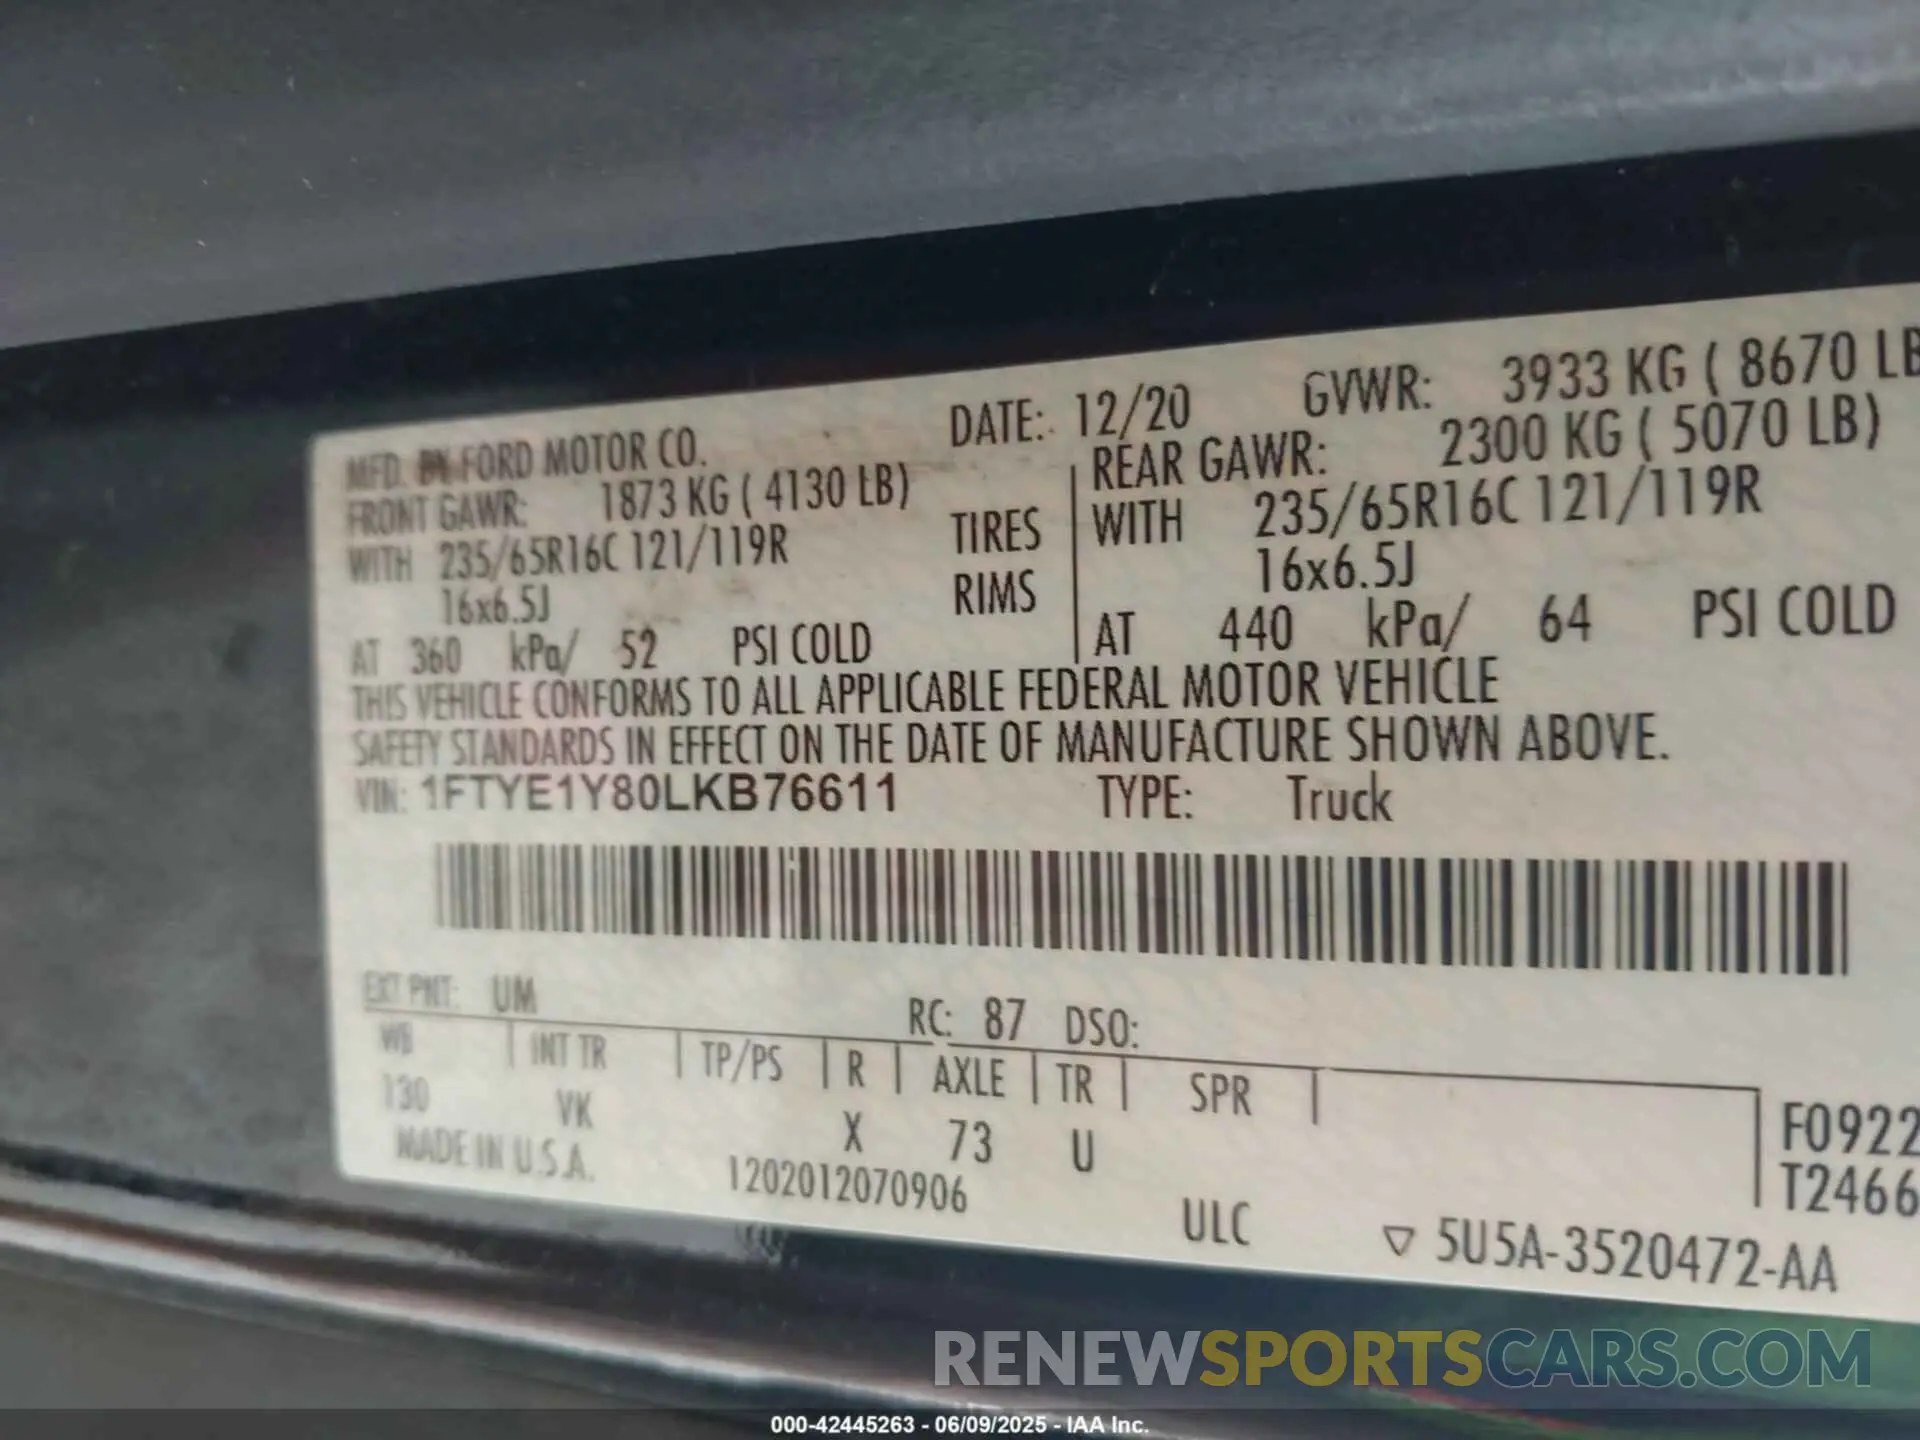 MFD. BY FORD MOTOR CO. DATE: 12/20 GVWR: 3933 KG ( 8670 LB
FRONT GAWR: 1873 KG ( 4130 LB) REAR GAWR: 2300 KG ( 5070 LB)
WITH 235/65R16C 121/119R TIRES WITH 235/65R16C 121/119R
16x6.5J RIMS 16x6.5J
AT 360 kPa/ 52 PSI COLD AT 440 kPa/ 64 PSI COLD
THIS VEHICLE CONFORMS TO ALL APPLICABLE FEDERAL MOTOR VEHICLE
SAFETY STANDARDS IN EFFECT ON THE DATE OF MANUFACTURE SHOWN ABOVE.
VIN: 1FTYE1Y80LKB76611 TYPE: Truck
EXT PNT: UM RC: 87 DSO:
WB INT TR TP/PS R AXLE TR SPR
130 VK X 73 U F0922
MADE IN U.S.A. 1202012070906 T2466
ULC ▽ 5U5A-3520472-AA
RENEWSPORTSCARS.COM
000-42445263 - 06/09/2025 - IAA Inc.